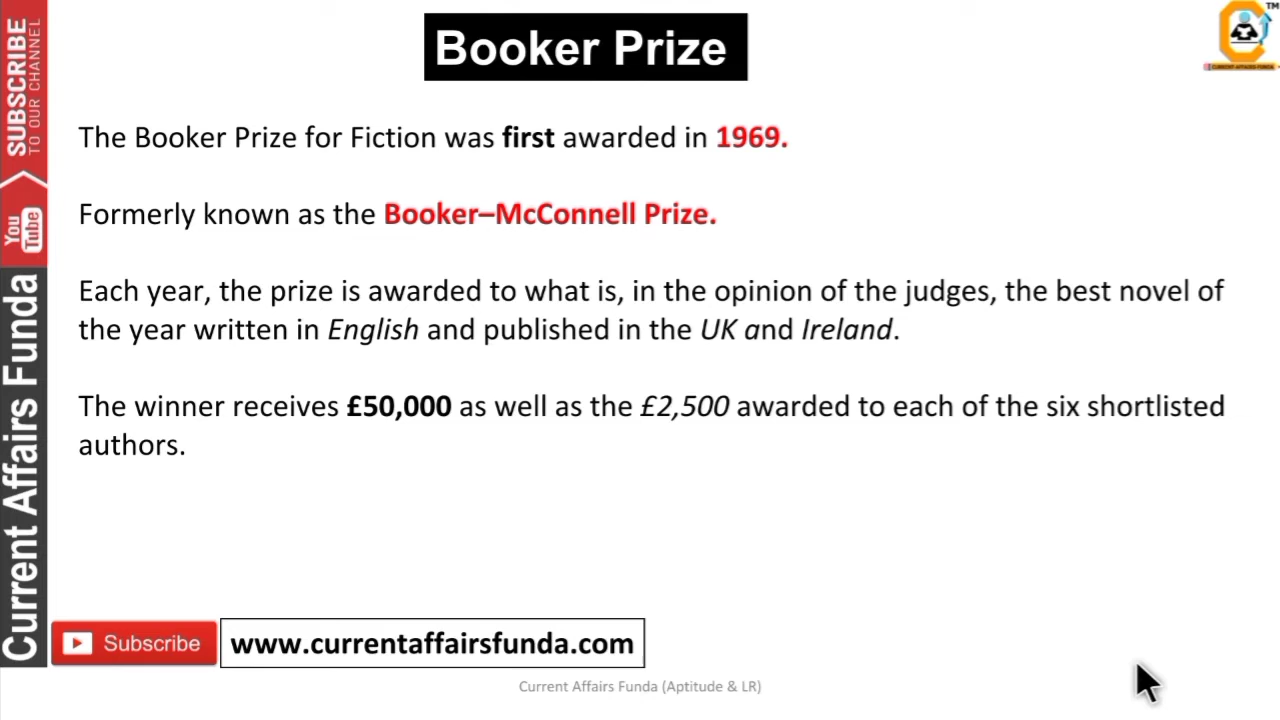 Booker Prize
TM
CURRENT AFFAIRS FUNDA
SUBSCRIBE
TO OUR CHANNEL
You
Tube
Current Affairs Funda
The Booker Prize for Fiction was first awarded in 1969.
Formerly known as the Booker–McConnell Prize.
Each year, the prize is awarded to what is, in the opinion of the judges, the best novel of
the year written in English and published in the UK and Ireland.
The winner receives £50,000 as well as the £2,500 awarded to each of the six shortlisted
authors.
Subscribe
www.currentaffairsfunda.com
Current Affairs Funda (Aptitude & LR)